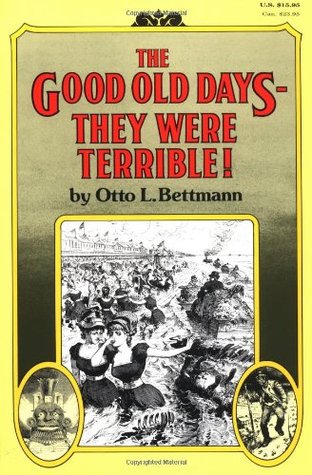 U.S. $15.95
Can. $23.95
THE
GOOD OLD DAYS-
THEY WERE
TERRIBLE!
by Otto L. Bettmann